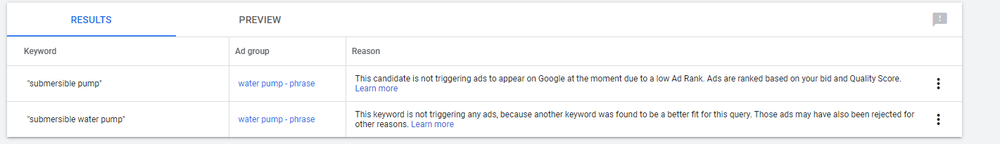 RESULTS
PREVIEW
Keyword
Ad group
Reason
"submersible pump"
water pump - phrase
This candidate is not triggering ads to appear on Google at the moment due to a low Ad Rank. Ads are ranked based on your bid and Quality Score.
Learn more
"submersible water pump"
water pump - phrase
This keyword is not triggering any ads, because another keyword was found to be a better fit for this query. Those ads may have also been rejected for
other reasons. Learn more